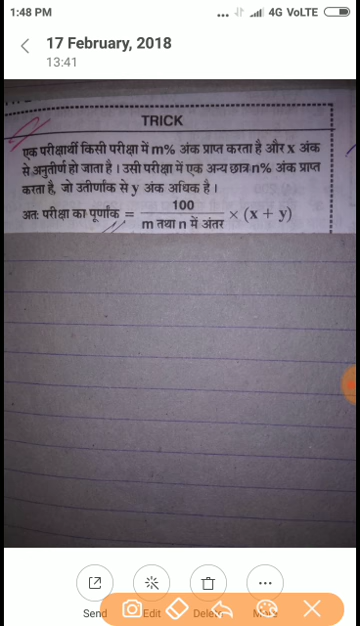 1:48 PM ... 4G VoLTE
17 February, 2018
13:41
TRICK
एक परीक्षार्थी किसी परीक्षा में m% अंक प्राप्त करता है और x अंक
से अनुतीर्ण हो जाता है । उसी परीक्षा में एक अन्य छात्र n% अंक प्राप्त
करता है, जो उतीर्णांक से y अंक अधिक है ।
अतः परीक्षा का पूर्णांक = 100 / m तथा n में अंतर × (x + y)
Send Edit Delete More